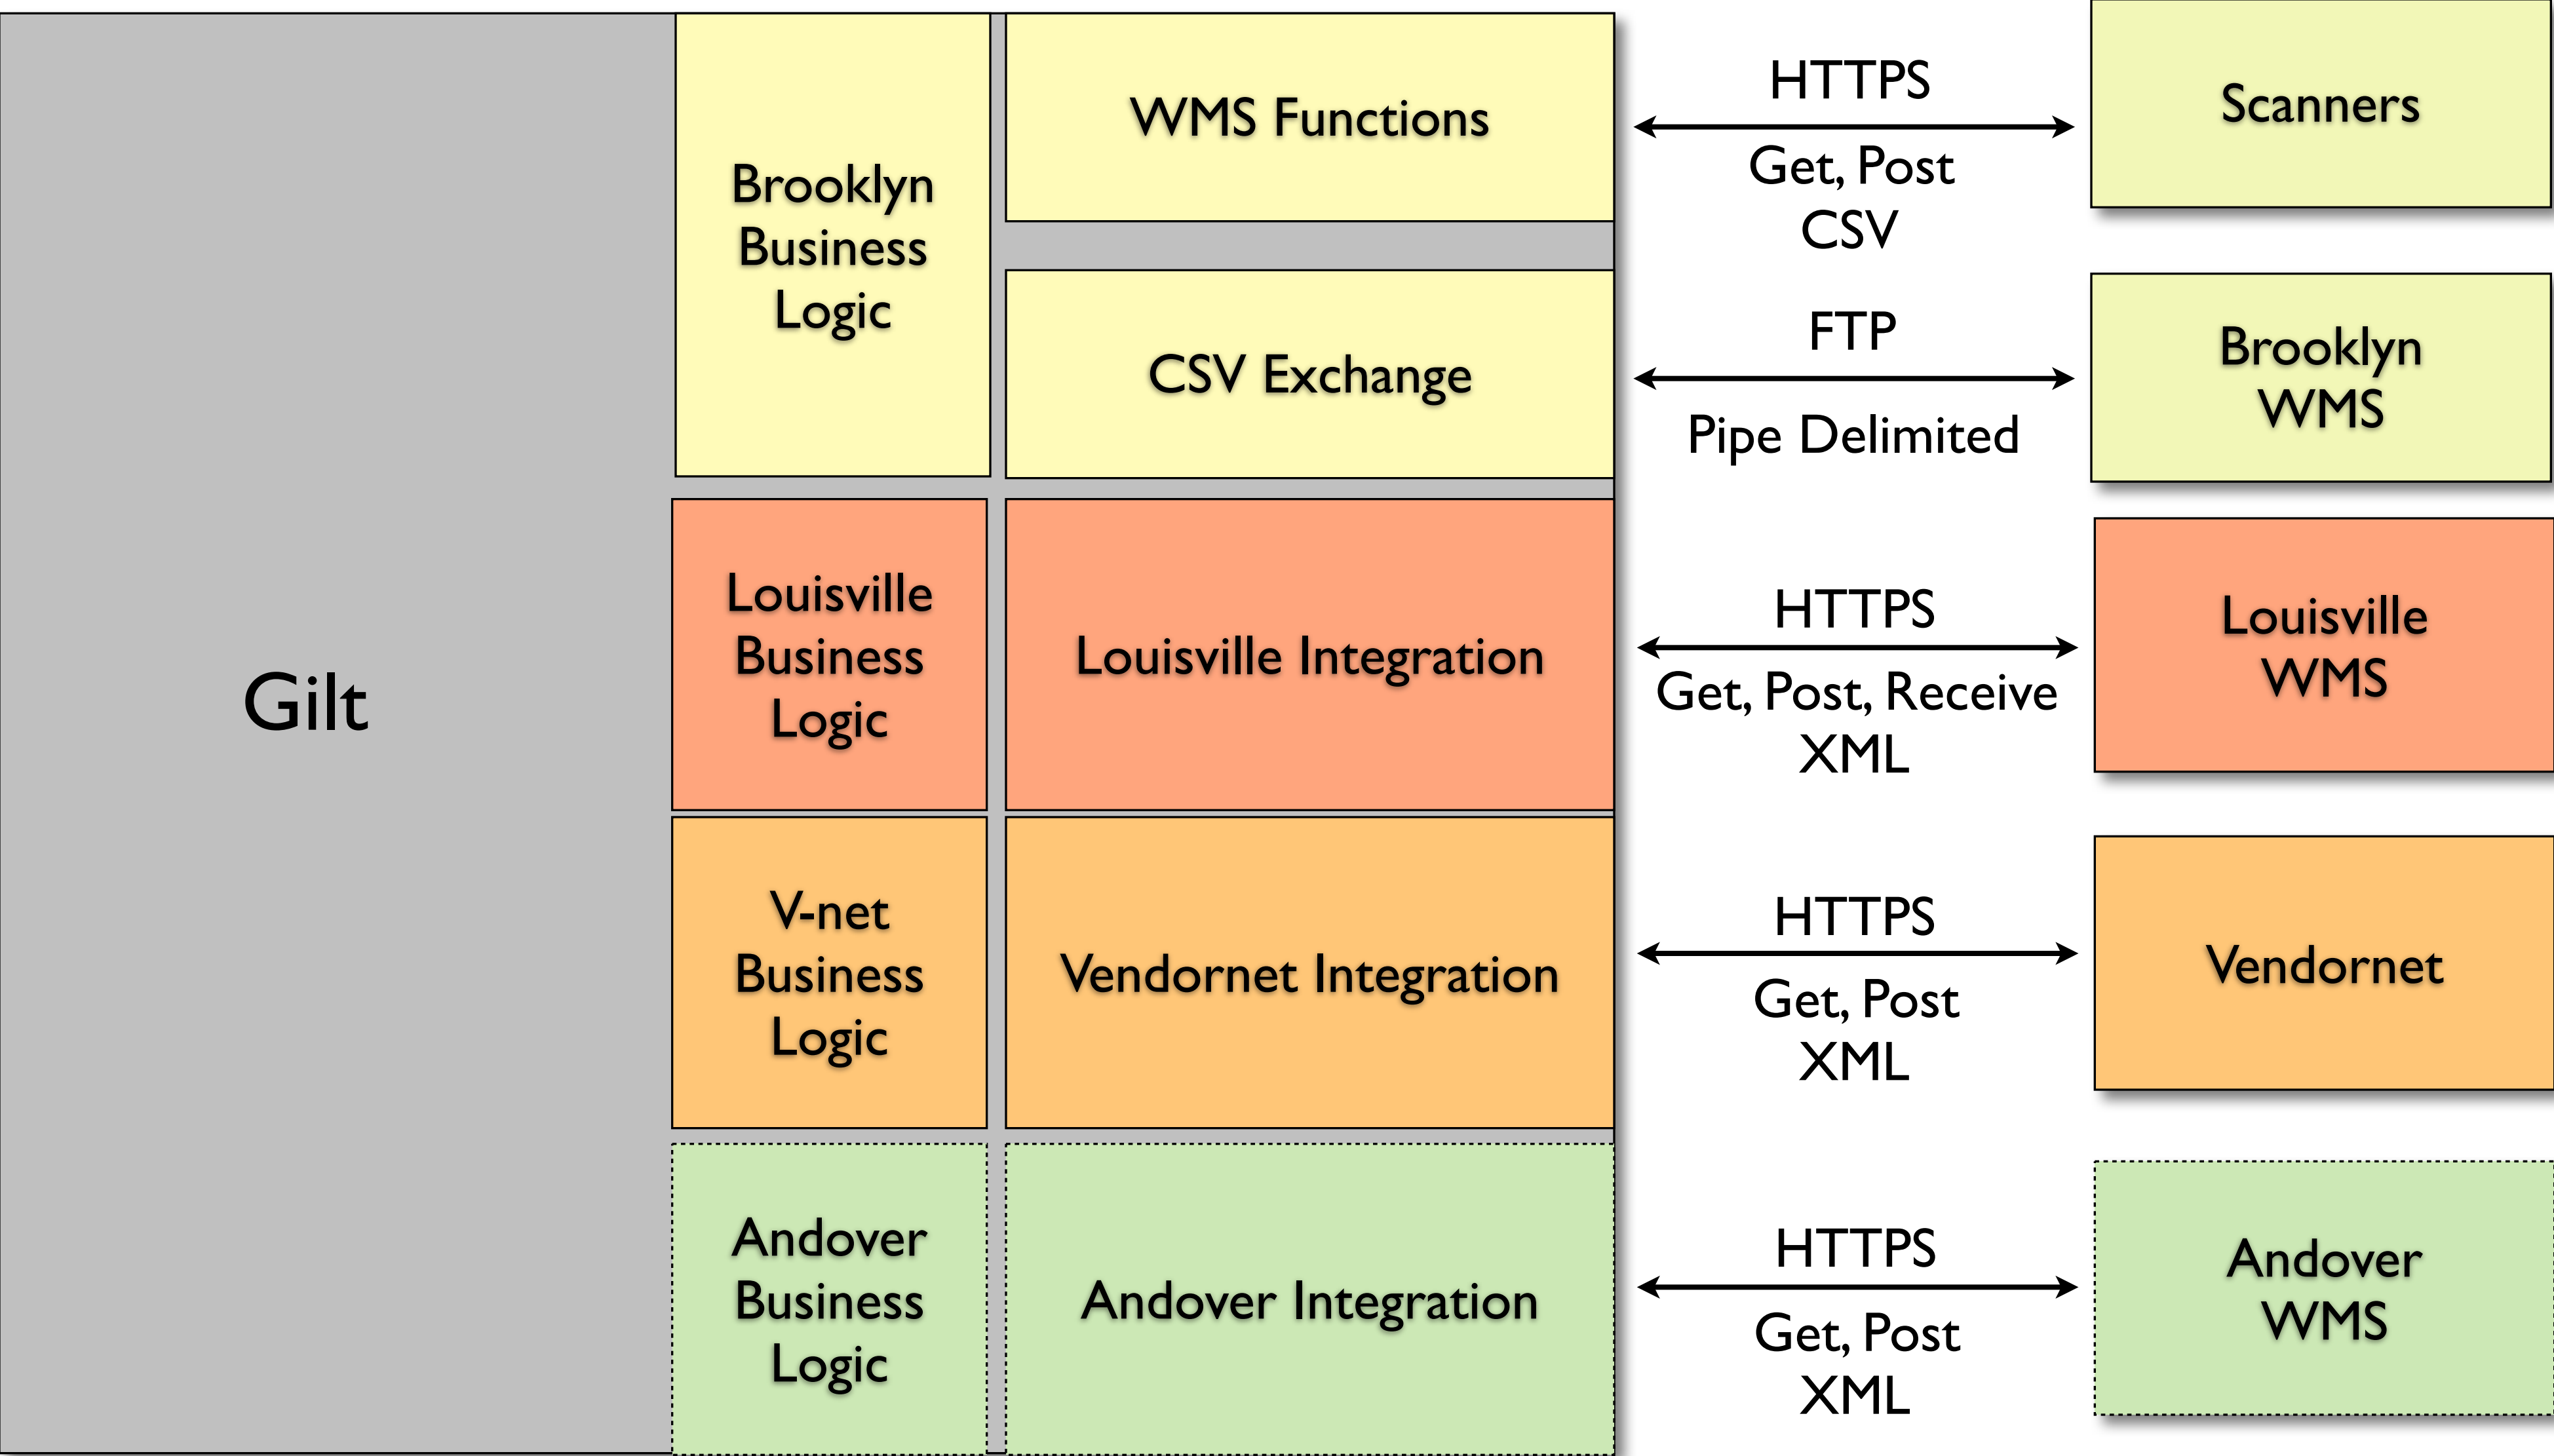 Gilt
Brooklyn
Business
Logic
WMS Functions
HTTPS
Get, Post
CSV
Scanners
CSV Exchange
FTP
Pipe Delimited
Brooklyn
WMS
Louisville
Business
Logic
Louisville Integration
HTTPS
Get, Post, Receive
XML
Louisville
WMS
V-net
Business
Logic
Vendornet Integration
HTTPS
Get, Post
XML
Vendornet
Andover
Business
Logic
Andover Integration
HTTPS
Get, Post
XML
Andover
WMS